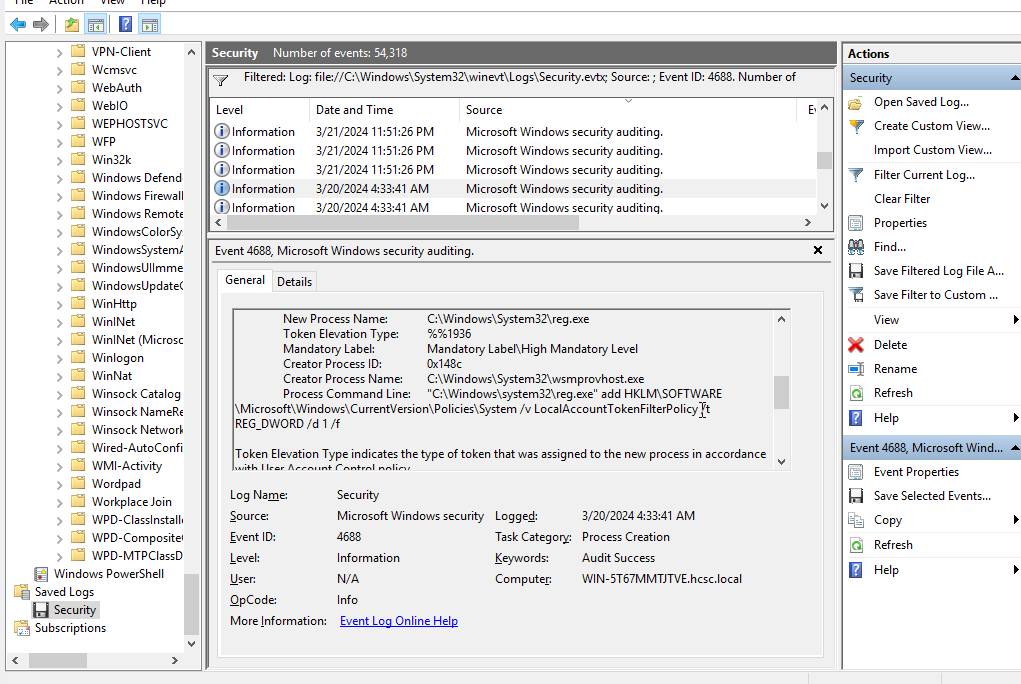 File Action View Help
VPN-Client
Wcmsvc
WebAuth
WebIO
WEPHOSTSVC
WFP
Win32k
Windows Defend
Windows Firewall
Windows Remote
WindowsColorSy
WindowsSystemA
WindowsUIImme
WindowsUpdateC
WinHttp
WinINet
WinINet (Microsc
Winlogon
WinNat
Winsock Catalog
Winsock NameRe
Winsock Network
Wired-AutoConfi
WMI-Activity
Wordpad
Workplace Join
WPD-ClassInstalle
WPD-Composite
WPD-MTPClassD
Windows PowerShell
Saved Logs
Security
Subscriptions
Security Number of events: 54,318
Filtered: Log: file://C:\Windows\System32\winevt\Logs\Security.evtx; Source: ; Event ID: 4688. Number of
Level Date and Time Source Ev
Information 3/21/2024 11:51:26 PM Microsoft Windows security auditing.
Information 3/21/2024 11:51:26 PM Microsoft Windows security auditing.
Information 3/21/2024 11:51:26 PM Microsoft Windows security auditing.
Information 3/20/2024 4:33:41 AM Microsoft Windows security auditing.
Information 3/20/2024 4:33:41 AM Microsoft Windows security auditing.
Event 4688, Microsoft Windows security auditing.
General Details
New Process Name: C:\Windows\System32\reg.exe
Token Elevation Type: %%1936
Mandatory Label: Mandatory Label\High Mandatory Level
Creator Process ID: 0x148c
Creator Process Name: C:\Windows\System32\wsmprovhost.exe
Process Command Line: "C:\Windows\system32\reg.exe" add HKLM\SOFTWARE
\Microsoft\Windows\CurrentVersion\Policies\System /v LocalAccountTokenFilterPolicy /t
REG_DWORD /d 1 /f
Token Elevation Type indicates the type of token that was assigned to the new process in accordance
with User Account Control policy
Log Name: Security
Source: Microsoft Windows security Logged: 3/20/2024 4:33:41 AM
Event ID: 4688 Task Category: Process Creation
Level: Information Keywords: Audit Success
User: N/A Computer: WIN-5T67MMTJTVE.hcsc.local
OpCode: Info
More Information: Event Log Online Help
Actions
Security
Open Saved Log...
Create Custom View...
Import Custom View...
Filter Current Log...
Clear Filter
Properties
Find...
Save Filtered Log File A...
Save Filter to Custom ...
View
Delete
Rename
Refresh
Help
Event 4688, Microsoft Wind...
Event Properties
Save Selected Events...
Copy
Refresh
Help